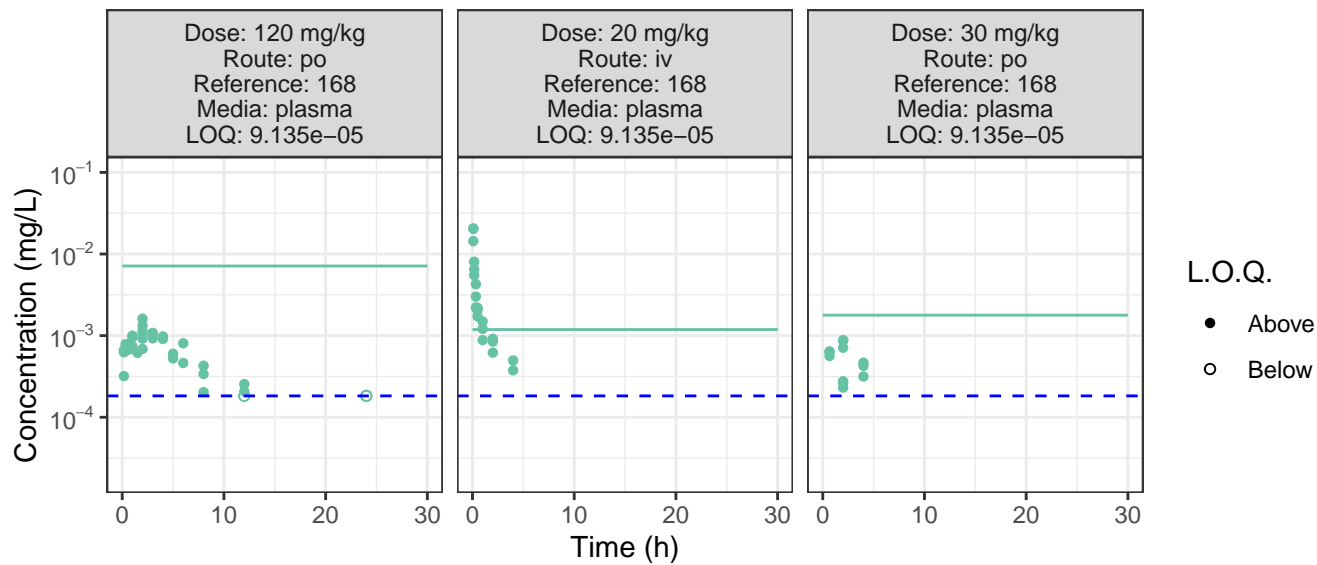 Dose: 120 mg/kg
Route: po
Reference: 168
Media: plasma
LOQ: 9.135e−05
Dose: 20 mg/kg
Route: iv
Reference: 168
Media: plasma
LOQ: 9.135e−05
Dose: 30 mg/kg
Route: po
Reference: 168
Media: plasma
LOQ: 9.135e−05
Concentration (mg/L)
10⁻¹
10⁻²
10⁻³
10⁻⁴
0 10 20 30
0 10 20 30
0 10 20 30
Time (h)
L.O.Q.
Above
Below